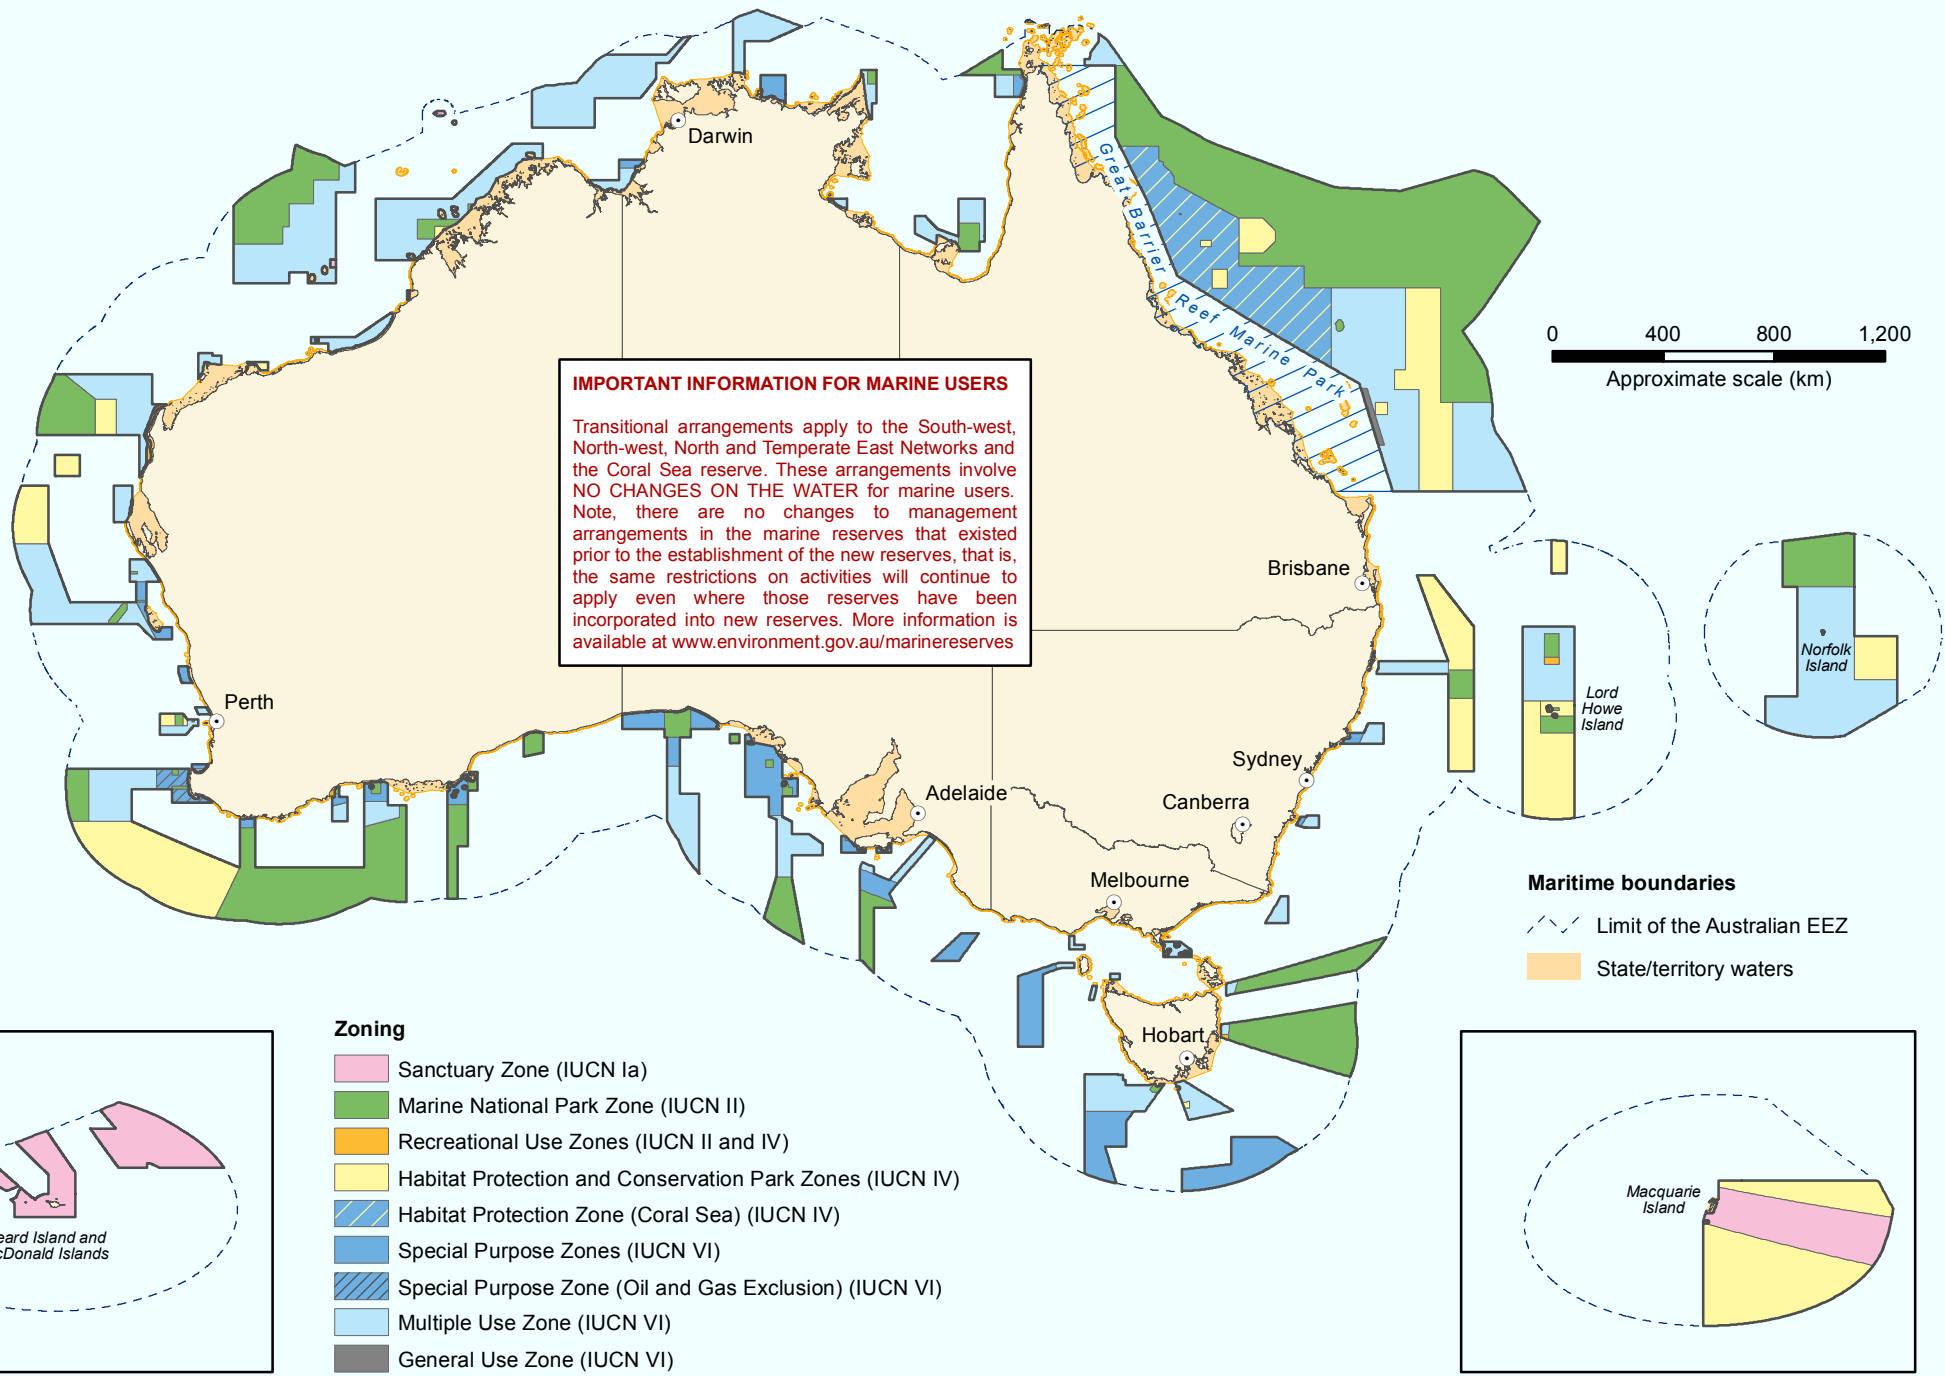 Darwin
Great Barrier Reef Marine Park
0 400 800 1,200
Approximate scale (km)
IMPORTANT INFORMATION FOR MARINE USERS
Transitional arrangements apply to the South-west,
North-west, North and Temperate East Networks and
the Coral Sea reserve. These arrangements involve
NO CHANGES ON THE WATER for marine users.
Note, there are no changes to management
arrangements in the marine reserves that existed
prior to the establishment of the new reserves, that is,
the same restrictions on activities will continue to
apply even where those reserves have been
incorporated into new reserves. More information is
available at www.environment.gov.au/marinereserves
Brisbane
Norfolk
Island
Perth
Lord
Howe
Island
Sydney
Adelaide
Canberra
Melbourne
Hobart
Maritime boundaries
Limit of the Australian EEZ
State/territory waters
Zoning
Sanctuary Zone (IUCN Ia)
Marine National Park Zone (IUCN II)
Recreational Use Zones (IUCN II and IV)
Habitat Protection and Conservation Park Zones (IUCN IV)
Habitat Protection Zone (Coral Sea) (IUCN IV)
Special Purpose Zones (IUCN VI)
Special Purpose Zone (Oil and Gas Exclusion) (IUCN VI)
Multiple Use Zone (IUCN VI)
General Use Zone (IUCN VI)
eard Island and
cDonald Islands
Macquarie
Island